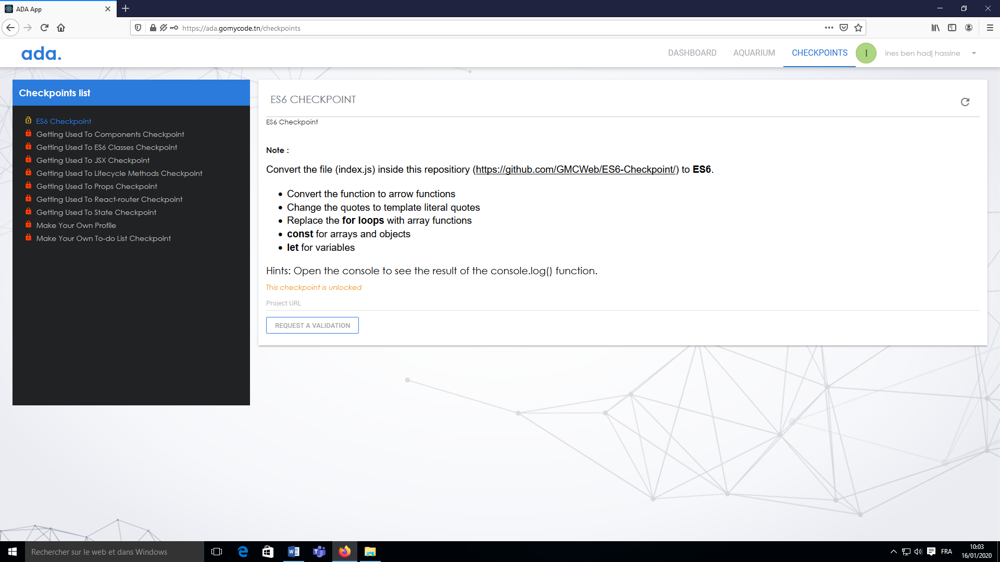 ADA App
https://ada.gomycode.tn/checkpoints
ada.
DASHBOARD
AQUARIUM
CHECKPOINTS
I
ines ben hadj hassine
Checkpoints list
ES6 Checkpoint
Getting Used To Components Checkpoint
Getting Used To ES6 Classes Checkpoint
Getting Used To JSX Checkpoint
Getting Used To Lifecycle Methods Checkpoint
Getting Used To Props Checkpoint
Getting Used To React-router Checkpoint
Getting Used To State Checkpoint
Make Your Own Profile
Make Your Own To-do List Checkpoint
ES6 CHECKPOINT
ES6 Checkpoint
Note :
Convert the file (index.js) inside this repositiory (https://github.com/GMCWeb/ES6-Checkpoint/) to ES6.
• Convert the function to arrow functions
• Change the quotes to template literal quotes
• Replace the for loops with array functions
• const for arrays and objects
• let for variables
Hints: Open the console to see the result of the console.log() function.
This checkpoint is unlocked
Project URL
REQUEST A VALIDATION
Rechercher sur le web et dans Windows
FRA
10:03
16/01/2020